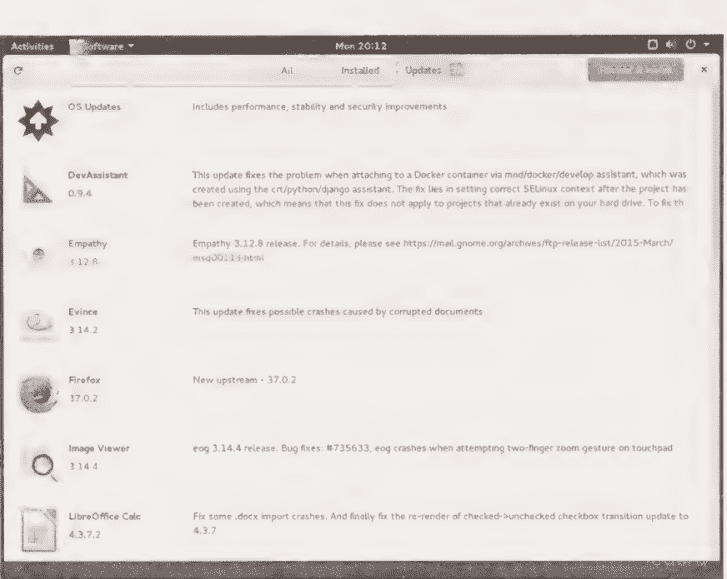 Activities Software Mon 20:12
All Installed Updates
OS Updates Includes performance, stability and security improvements
DevAssistant This update fixes the problem when attaching to a Docker container via mod/docker/develop assistant, which was
0.9.4 created using the crt/python/django assistant. The fix lies in setting correct SELinux context after the project has
been created, which means that this fix does not apply to projects that already exist on your hard drive. To fix th
Empathy Empathy 3.12.8 release. For details, please see https://mail.gnome.org/archives/ftp-release-list/2015-March/
3.12.8
Evince This update fixes possible crashes caused by corrupted documents
3.14.2
Firefox New upstream - 37.0.2
37.0.2
Image Viewer eog 3.14.4 release. Bug fixes: #735633, eog crashes when attempting two-finger zoom gesture on touchpad
3.14.4
LibreOffice Calc Fix some .docx import crashes. And finally fix the re-render of checked->unchecked checkbox transition update to
4.3.7.2 4.3.7